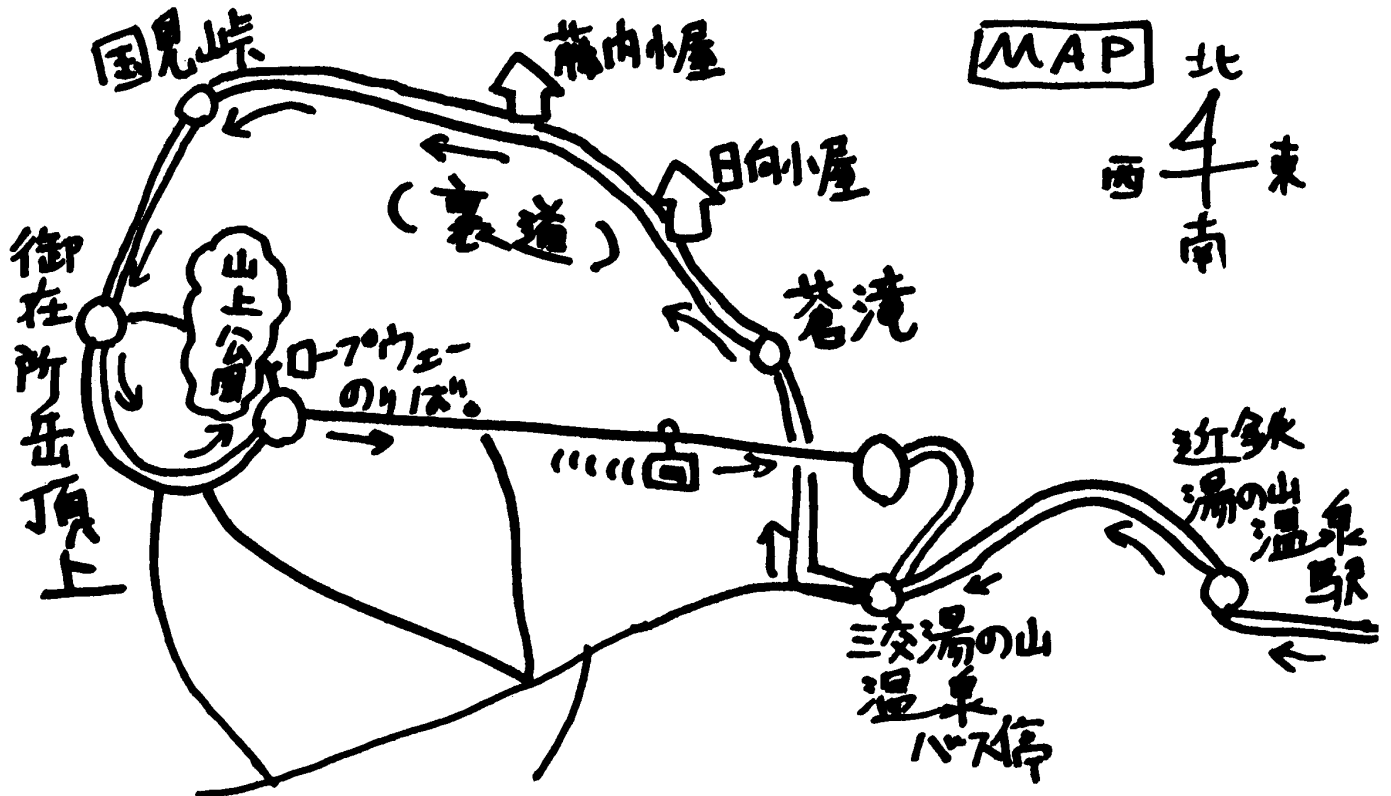 MAP
北
西
東
南
国見峠
藤内小屋
日向小屋
(裏道)
蒼滝
御在所岳頂上
山上公園
ロープウェー
のりば。
近鉄
湯の山
温泉
駅
三交湯の山
温泉
バス停